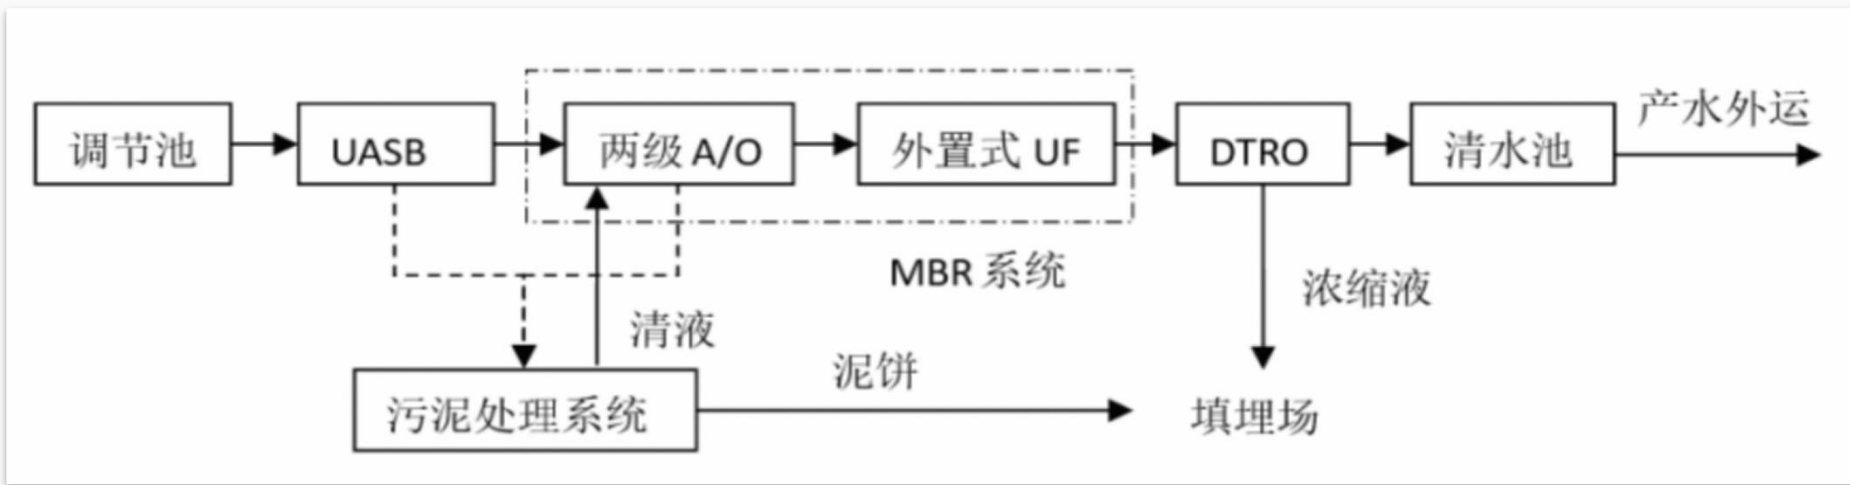 产水外运
调节池
UASB
两级 A/O
外置式 UF
DTRO
清水池
MBR 系统
浓缩液
清液
泥饼
污泥处理系统
填埋场